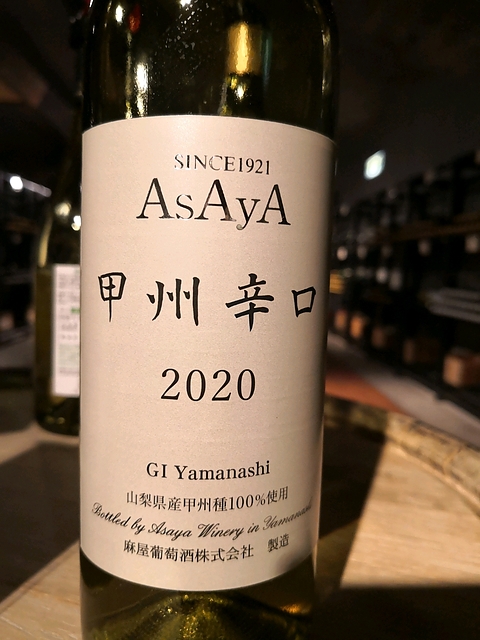 SINCE1921
AsAyA
甲州 辛口
2020
GI Yamanashi
山梨県産甲州種100%使用
Bottled by Asaya Winery in Yamanashi
麻屋葡萄酒株式会社 製造